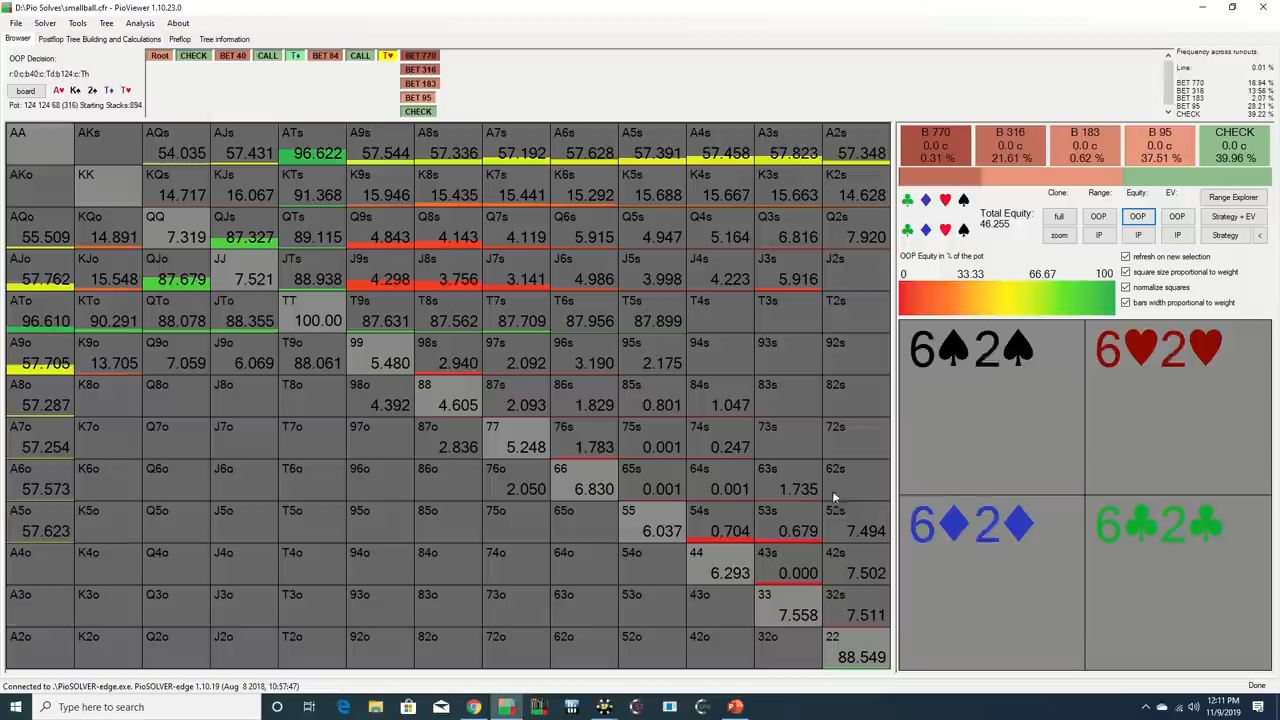 D:\Pio Solves\smallball.cfr - PioViewer 1.10.23.0
File Solver Tools Tree Analysis About
Browser Postflop Tree Building and Calculations Preflop Tree information
OOP Decision:
r:0:c:b40:c:Td:b124:c:Th
board A♥ K♠ 2♠ T♦ T♥
Pot: 124 124 68 (316) Starting Stacks:894
Root CHECK BET 40 CALL T♦ BET 84 CALL T♥ BET 770
BET 316
BET 183
BET 95
CHECK
Frequency across runouts:
Line: 0.01 %
BET 770 16.94 %
BET 316 13.56 %
BET 183 2.07 %
BET 95 28.21 %
CHECK 39.22 %
AA AKs AQs AJs ATs A9s A8s A7s A6s A5s A4s A3s A2s
54.035 57.431 96.622 57.544 57.336 57.192 57.628 57.391 57.458 57.823 57.348
AKo KK KQs KJs KTs K9s K8s K7s K6s K5s K4s K3s K2s
14.717 16.067 91.368 15.946 15.435 15.441 15.292 15.688 15.667 15.663 14.628
AQo KQo QQ QJs QTs Q9s Q8s Q7s Q6s Q5s Q4s Q3s Q2s
55.509 14.891 7.319 87.327 89.115 4.843 4.143 4.119 5.915 4.947 5.164 6.816 7.920
AJo KJo QJo JJ JTs J9s J8s J7s J6s J5s J4s J3s J2s
57.762 15.548 87.679 7.521 88.938 4.298 3.756 3.141 4.986 3.998 4.223 5.916
ATo KTo QTo JTo TT T9s T8s T7s T6s T5s T4s T3s T2s
96.610 90.291 88.078 88.355 100.00 87.631 87.562 87.709 87.956 87.899
A9o K9o Q9o J9o T9o 99 98s 97s 96s 95s 94s 93s 92s
57.705 13.705 7.059 6.069 88.061 5.480 2.940 2.092 3.190 2.175
A8o K8o Q8o J8o T8o 98o 88 87s 86s 85s 84s 83s 82s
57.287 4.392 4.605 2.093 1.829 0.801 1.047
A7o K7o Q7o J7o T7o 97o 87o 77 76s 75s 74s 73s 72s
57.254 2.836 5.248 1.783 0.001 0.247
A6o K6o Q6o J6o T6o 96o 86o 76o 66 65s 64s 63s 62s
57.573 2.050 6.830 0.001 0.001 1.735
A5o K5o Q5o J5o T5o 95o 85o 75o 65o 55 54s 53s 52s
57.623 6.037 0.704 0.679 7.494
A4o K4o Q4o J4o T4o 94o 84o 74o 64o 54o 44 43s 42s
6.293 0.000 7.502
A3o K3o Q3o J3o T3o 93o 83o 73o 63o 53o 43o 33 32s
7.558 7.511
A2o K2o Q2o J2o T2o 92o 82o 72o 62o 52o 42o 32o 22
88.549
B 770 B 316 B 183 B 95 CHECK
0.0 c 0.0 c 0.0 c 0.0 c 0.0 c
0.31 % 21.61 % 0.62 % 37.51 % 39.96 %
Clone: Range: Equity: EV: Range Explorer
Total Equity:
46.255
full OOP OOP OOP Strategy + EV
zoom IP IP IP Strategy <
OOP Equity in % of the pot
0 33.33 66.67 100
refresh on new selection
square size proportional to weight
normalize squares
bars width proportional to weight
6♠2♠ 6♥2♥
6♦2♦ 6♣2♣
Connected to .\PioSOLVER-edge.exe. PioSOLVER-edge 1.10.19 (Aug 8 2018, 10:57:47) Done
Type here to search
12:11 PM
11/9/2019